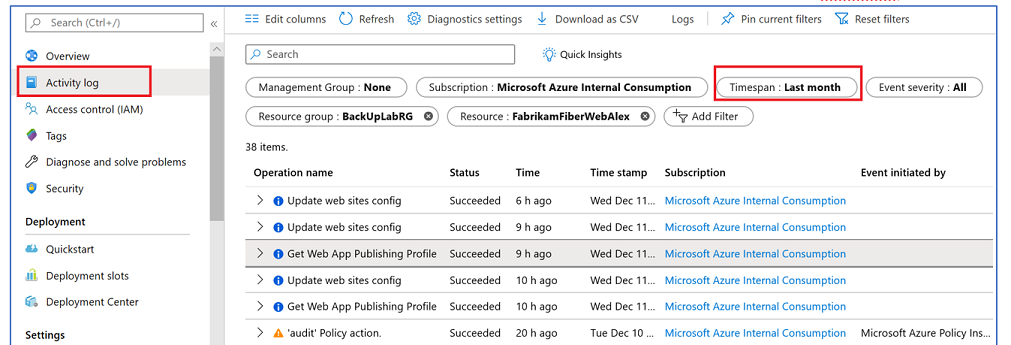 Search (Ctrl+/)
«
Edit columns Refresh Diagnostics settings Download as CSV Logs Pin current filters Reset filters
Overview
Activity log
Access control (IAM)
Tags
Diagnose and solve problems
Security
Deployment
Quickstart
Deployment slots
Deployment Center
Settings
Search Quick Insights
Management Group : None Subscription : Microsoft Azure Internal Consumption Timespan : Last month Event severity : All
Resource group : BackUpLabRG Resource : FabrikamFiberWebAlex Add Filter
38 items.
Operation name Status Time Time stamp Subscription Event initiated by
Update web sites config Succeeded 6 h ago Wed Dec 11... Microsoft Azure Internal Consumption
Update web sites config Succeeded 9 h ago Wed Dec 11... Microsoft Azure Internal Consumption
Get Web App Publishing Profile Succeeded 9 h ago Wed Dec 11... Microsoft Azure Internal Consumption
Update web sites config Succeeded 10 h ago Wed Dec 11... Microsoft Azure Internal Consumption
Get Web App Publishing Profile Succeeded 10 h ago Wed Dec 11... Microsoft Azure Internal Consumption
'audit' Policy action. Succeeded 20 h ago Tue Dec 10 ... Microsoft Azure Internal Consumption Microsoft Azure Policy Ins...